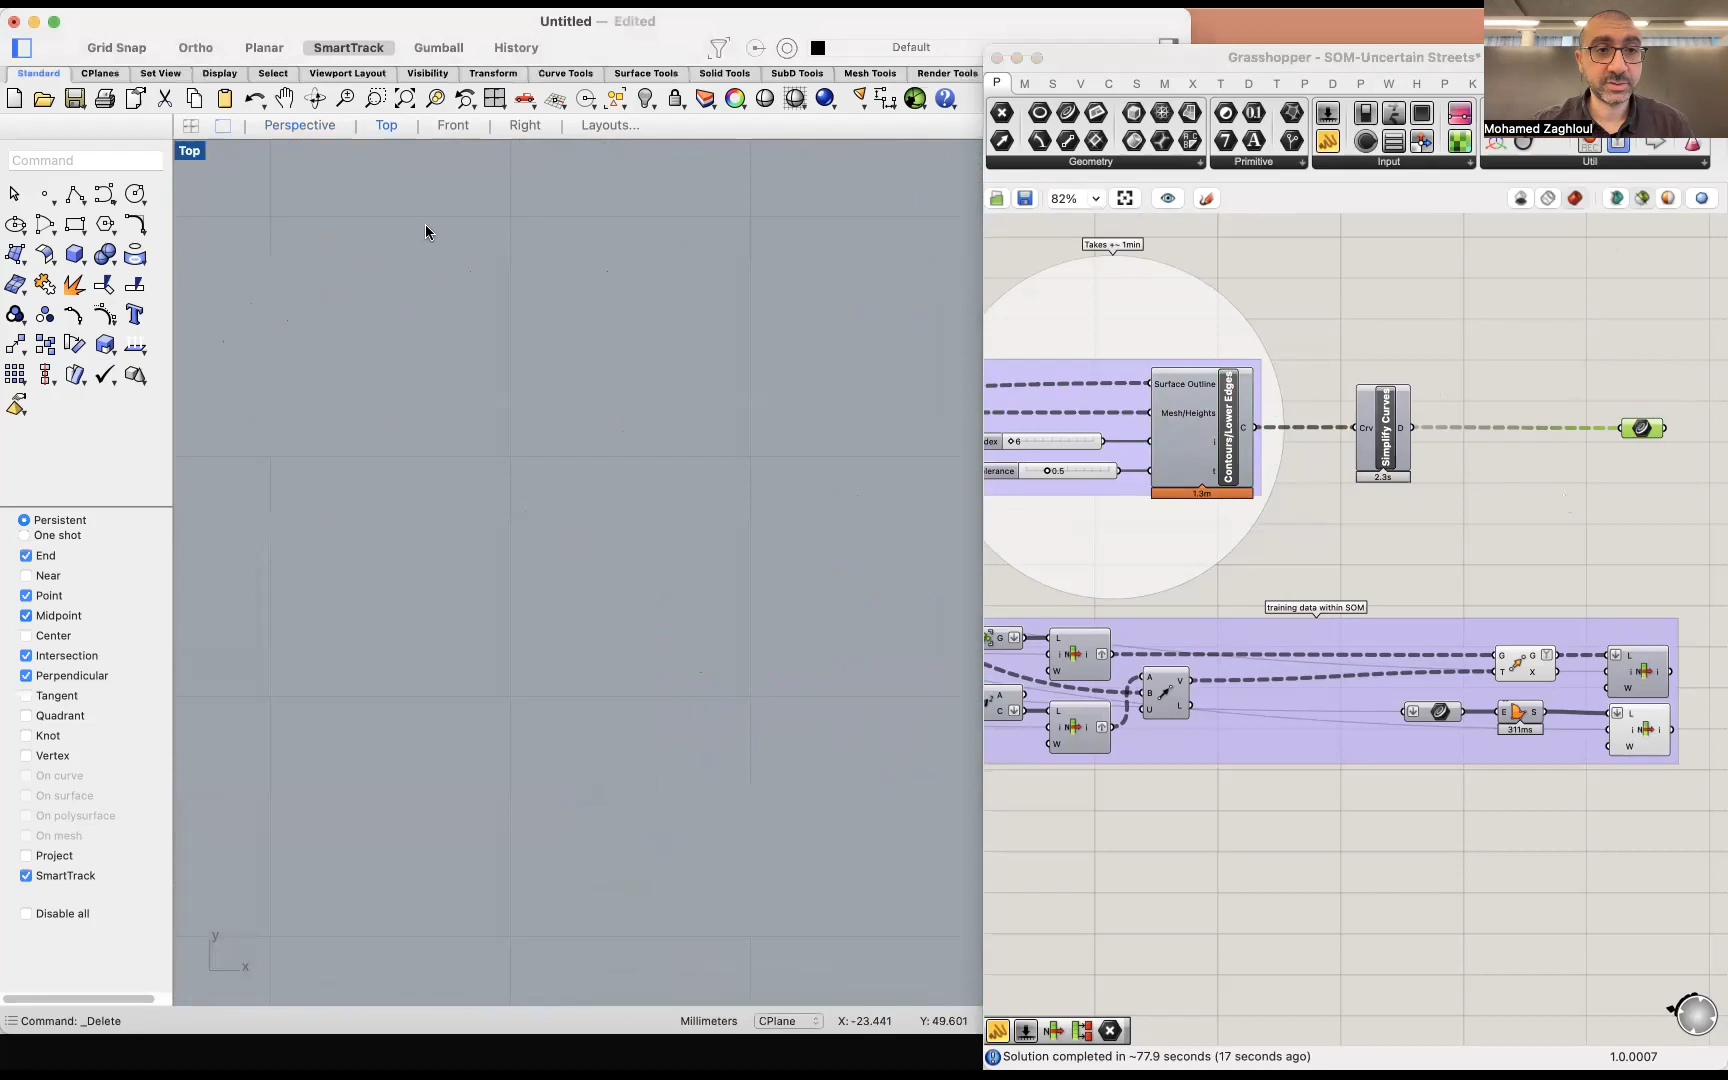 Untitled — Edited
Grid Snap Ortho Planar SmartTrack Gumball History Default
Standard CPlanes Set View Display Select Viewport Layout Visibility Transform Curve Tools Surface Tools Solid Tools SubD Tools Mesh Tools Render Tools
Perspective Top Front Right Layouts...
Top
Command
Persistent
One shot
End
Near
Point
Midpoint
Center
Intersection
Perpendicular
Tangent
Quadrant
Knot
Vertex
On curve
On surface
On polysurface
On mesh
Project
SmartTrack
Disable all
y
x
Command: _Delete
Millimeters CPlane X: -23.441 Y: 49.601
Grasshopper - SOM-Uncertain Streets*
P M S V C S M X T D T P W H P K
Geometry Primitive Input Util
Mohamed Zaghloul
82%
Takes +~ 1min
Surface Outline
Mesh/Heights
i
t
Contours/Lower Edges
C
dex 6
lerance 0.5
1.3m
Crv Simplify Curves D
2.3s
training data within SOM
G
L
i
W
A
C
L
i
W
A
B
U
V
L
G
T
G
X
E S
311ms
L
i
W
L
i
W
Solution completed in ~77.9 seconds (17 seconds ago)
1.0.0007